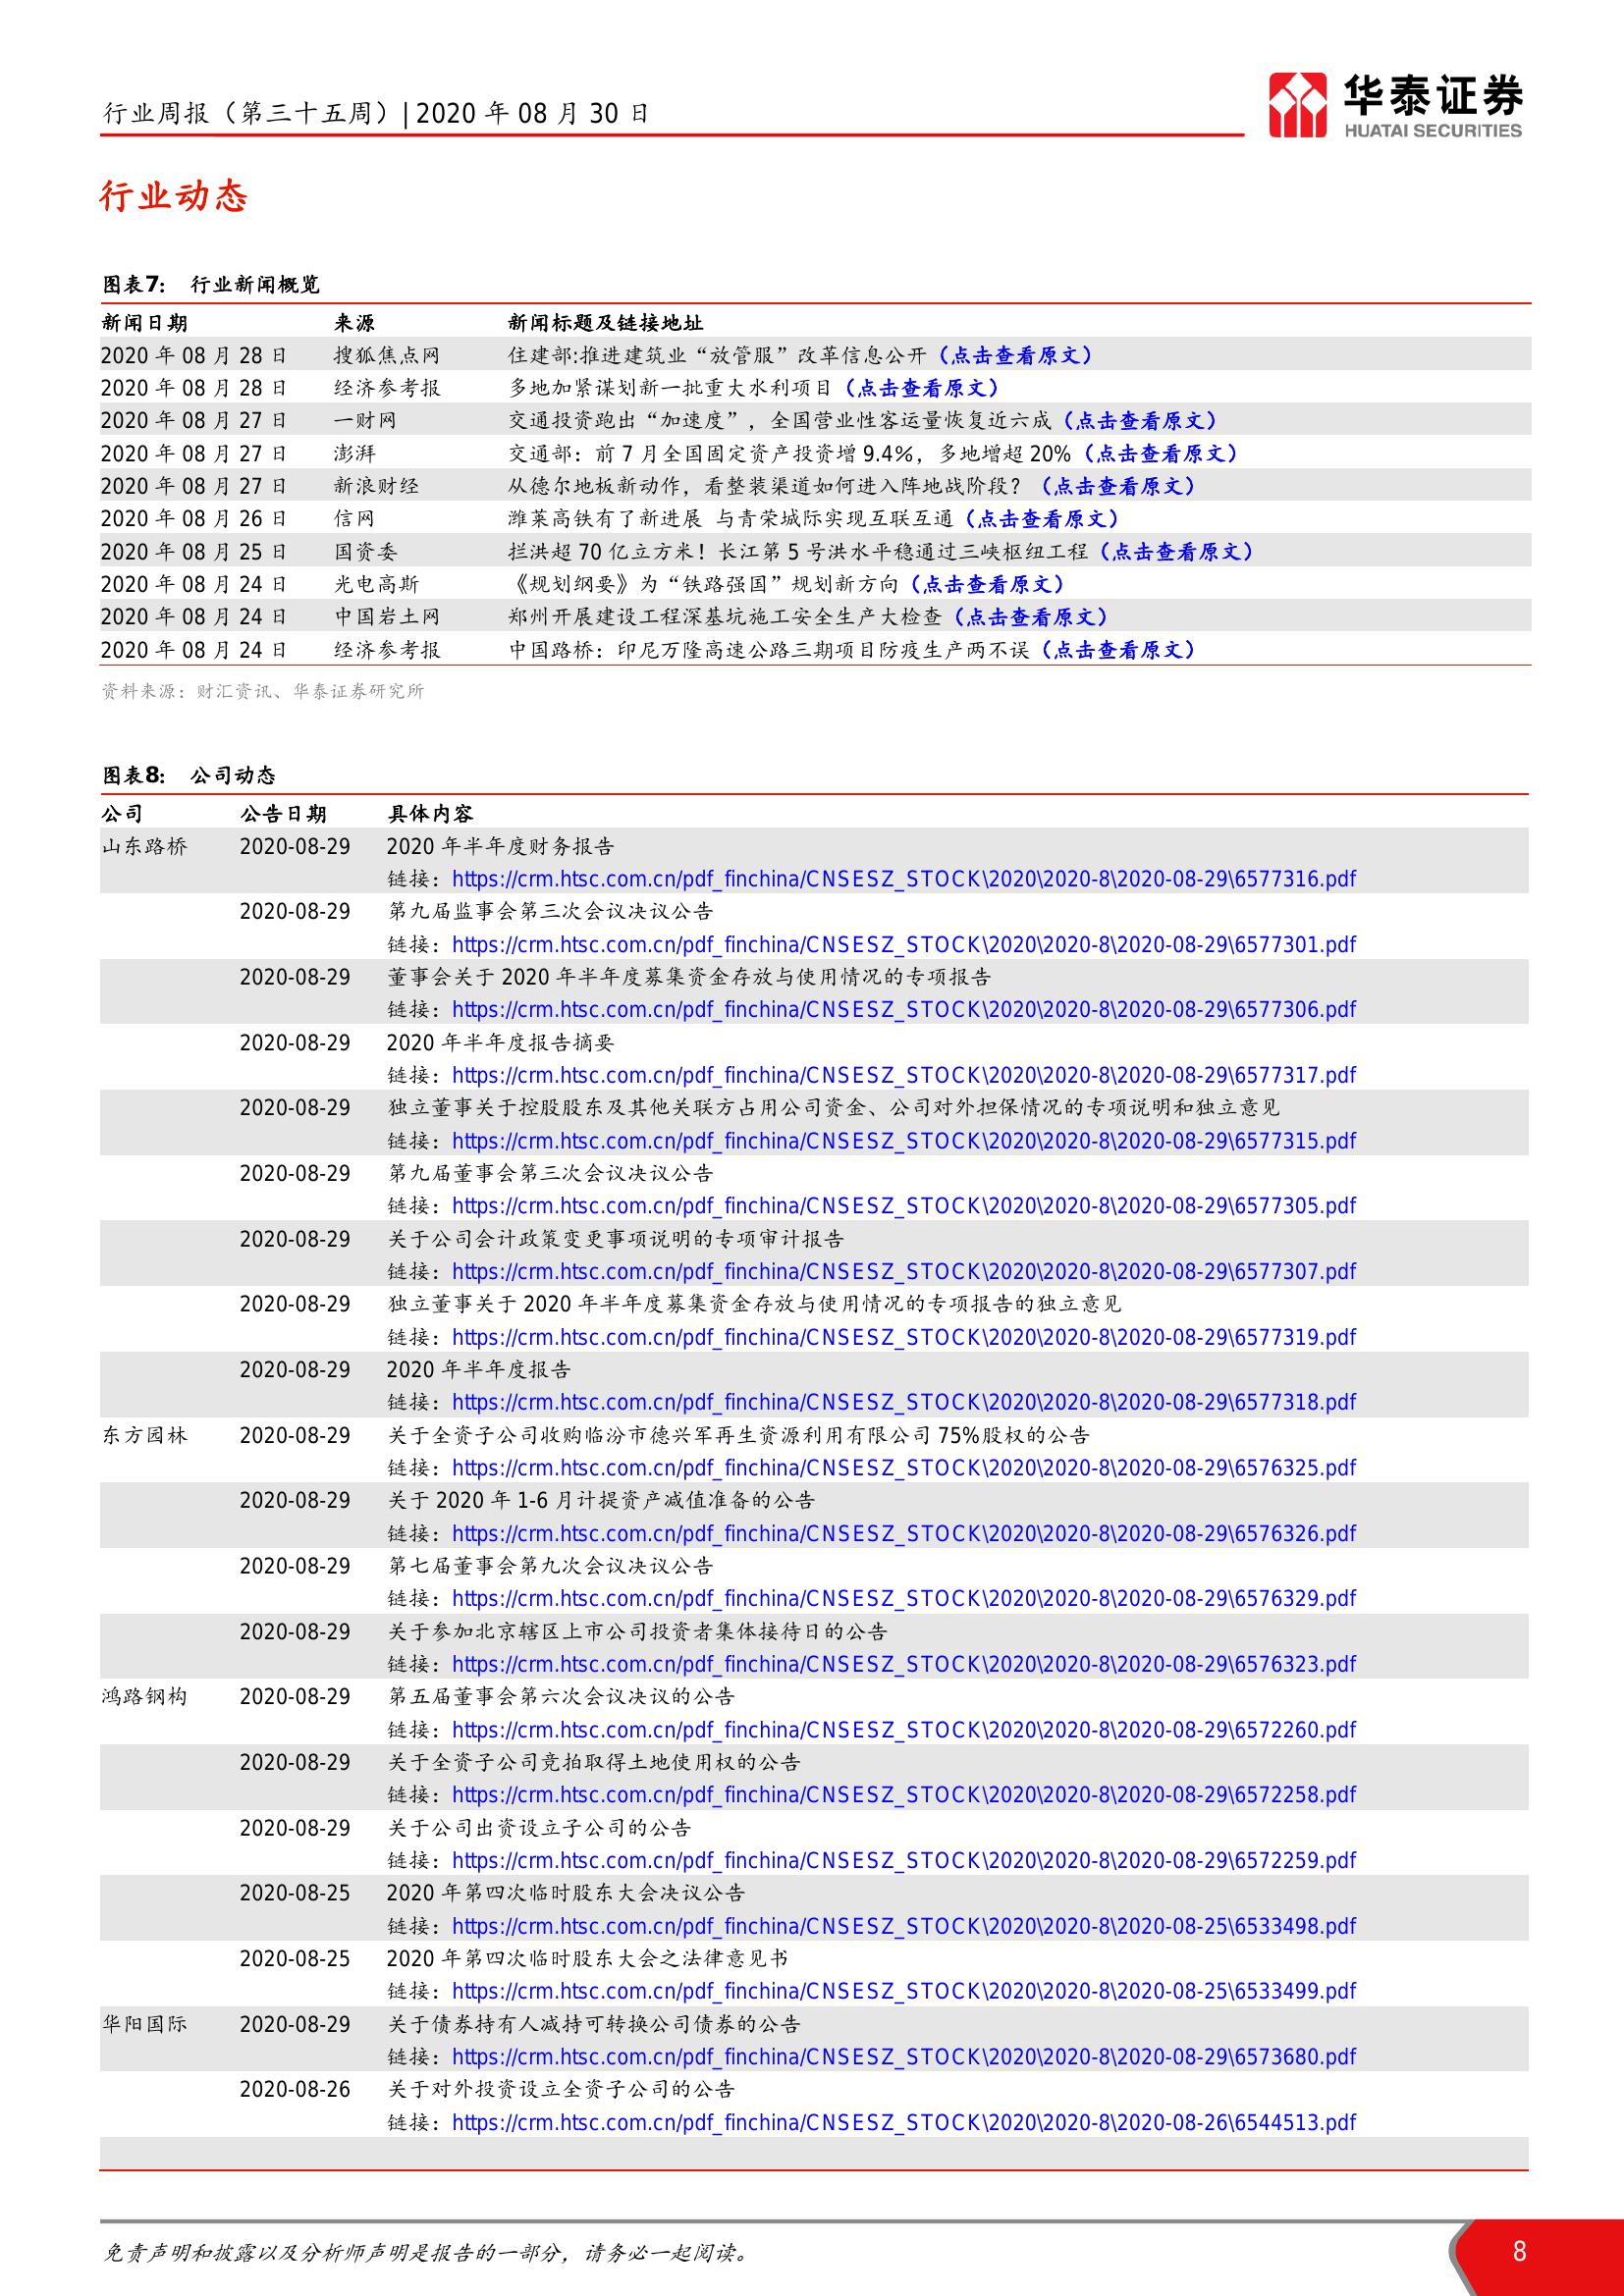 行业周报（第三十五周）| 2020 年 08 月 30 日
华泰证券
HUATAI SECURITIES
行业动态
图表7： 行业新闻概览
新闻日期 来源 新闻标题及链接地址
2020 年 08 月 28 日 搜狐焦点网 住建部:推进建筑业“放管服”改革信息公开（点击查看原文）
2020 年 08 月 28 日 经济参考报 多地加紧谋划新一批重大水利项目（点击查看原文）
2020 年 08 月 27 日 一财网 交通投资跑出“加速度”，全国营业性客运量恢复近六成（点击查看原文）
2020 年 08 月 27 日 澎湃 交通部：前 7 月全国固定资产投资增 9.4%，多地增超 20%（点击查看原文）
2020 年 08 月 27 日 新浪财经 从德尔地板新动作，看整装渠道如何进入阵地战阶段？（点击查看原文）
2020 年 08 月 26 日 信网 潍莱高铁有了新进展 与青荣城际实现互联互通（点击查看原文）
2020 年 08 月 25 日 国资委 拦洪超 70 亿立方米！长江第 5 号洪水平稳通过三峡枢纽工程（点击查看原文）
2020 年 08 月 24 日 光电高斯 《规划纲要》为“铁路强国”规划新方向（点击查看原文）
2020 年 08 月 24 日 中国岩土网 郑州开展建设工程深基坑施工安全生产大检查（点击查看原文）
2020 年 08 月 24 日 经济参考报 中国路桥：印尼万隆高速公路三期项目防疫生产两不误（点击查看原文）
资料来源：财汇资讯、华泰证券研究所
图表8： 公司动态
公司 公告日期 具体内容
山东路桥 2020-08-29 2020 年半年度财务报告
链接：https://crm.htsc.com.cn/pdf_finchina/CNSESZ_STOCK\2020\2020-8\2020-08-29\6577316.pdf
2020-08-29 第九届监事会第三次会议决议公告
链接：https://crm.htsc.com.cn/pdf_finchina/CNSESZ_STOCK\2020\2020-8\2020-08-29\6577301.pdf
2020-08-29 董事会关于 2020 年半年度募集资金存放与使用情况的专项报告
链接：https://crm.htsc.com.cn/pdf_finchina/CNSESZ_STOCK\2020\2020-8\2020-08-29\6577306.pdf
2020-08-29 2020 年半年度报告摘要
链接：https://crm.htsc.com.cn/pdf_finchina/CNSESZ_STOCK\2020\2020-8\2020-08-29\6577317.pdf
2020-08-29 独立董事关于控股股东及其他关联方占用公司资金、公司对外担保情况的专项说明和独立意见
链接：https://crm.htsc.com.cn/pdf_finchina/CNSESZ_STOCK\2020\2020-8\2020-08-29\6577315.pdf
2020-08-29 第九届董事会第三次会议决议公告
链接：https://crm.htsc.com.cn/pdf_finchina/CNSESZ_STOCK\2020\2020-8\2020-08-29\6577305.pdf
2020-08-29 关于公司会计政策变更事项说明的专项审计报告
链接：https://crm.htsc.com.cn/pdf_finchina/CNSESZ_STOCK\2020\2020-8\2020-08-29\6577307.pdf
2020-08-29 独立董事关于 2020 年半年度募集资金存放与使用情况的专项报告的独立意见
链接：https://crm.htsc.com.cn/pdf_finchina/CNSESZ_STOCK\2020\2020-8\2020-08-29\6577319.pdf
2020-08-29 2020 年半年度报告
链接：https://crm.htsc.com.cn/pdf_finchina/CNSESZ_STOCK\2020\2020-8\2020-08-29\6577318.pdf
东方园林 2020-08-29 关于全资子公司收购临汾市德兴军再生资源利用有限公司 75%股权的公告
链接：https://crm.htsc.com.cn/pdf_finchina/CNSESZ_STOCK\2020\2020-8\2020-08-29\6576325.pdf
2020-08-29 关于 2020 年 1-6 月计提资产减值准备的公告
链接：https://crm.htsc.com.cn/pdf_finchina/CNSESZ_STOCK\2020\2020-8\2020-08-29\6576326.pdf
2020-08-29 第七届董事会第九次会议决议公告
链接：https://crm.htsc.com.cn/pdf_finchina/CNSESZ_STOCK\2020\2020-8\2020-08-29\6576329.pdf
2020-08-29 关于参加北京辖区上市公司投资者集体接待日的公告
链接：https://crm.htsc.com.cn/pdf_finchina/CNSESZ_STOCK\2020\2020-8\2020-08-29\6576323.pdf
鸿路钢构 2020-08-29 第五届董事会第六次会议决议的公告
链接：https://crm.htsc.com.cn/pdf_finchina/CNSESZ_STOCK\2020\2020-8\2020-08-29\6572260.pdf
2020-08-29 关于全资子公司竞拍取得土地使用权的公告
链接：https://crm.htsc.com.cn/pdf_finchina/CNSESZ_STOCK\2020\2020-8\2020-08-29\6572258.pdf
2020-08-29 关于公司出资设立子公司的公告
链接：https://crm.htsc.com.cn/pdf_finchina/CNSESZ_STOCK\2020\2020-8\2020-08-29\6572259.pdf
2020-08-25 2020 年第四次临时股东大会决议公告
链接：https://crm.htsc.com.cn/pdf_finchina/CNSESZ_STOCK\2020\2020-8\2020-08-25\6533498.pdf
2020-08-25 2020 年第四次临时股东大会之法律意见书
链接：https://crm.htsc.com.cn/pdf_finchina/CNSESZ_STOCK\2020\2020-8\2020-08-25\6533499.pdf
华阳国际 2020-08-29 关于债券持有人减持可转换公司债券的公告
链接：https://crm.htsc.com.cn/pdf_finchina/CNSESZ_STOCK\2020\2020-8\2020-08-29\6573680.pdf
2020-08-26 关于对外投资设立全资子公司的公告
链接：https://crm.htsc.com.cn/pdf_finchina/CNSESZ_STOCK\2020\2020-8\2020-08-26\6544513.pdf
免责声明和披露以及分析师声明是报告的一部分，请务必一起阅读。 8